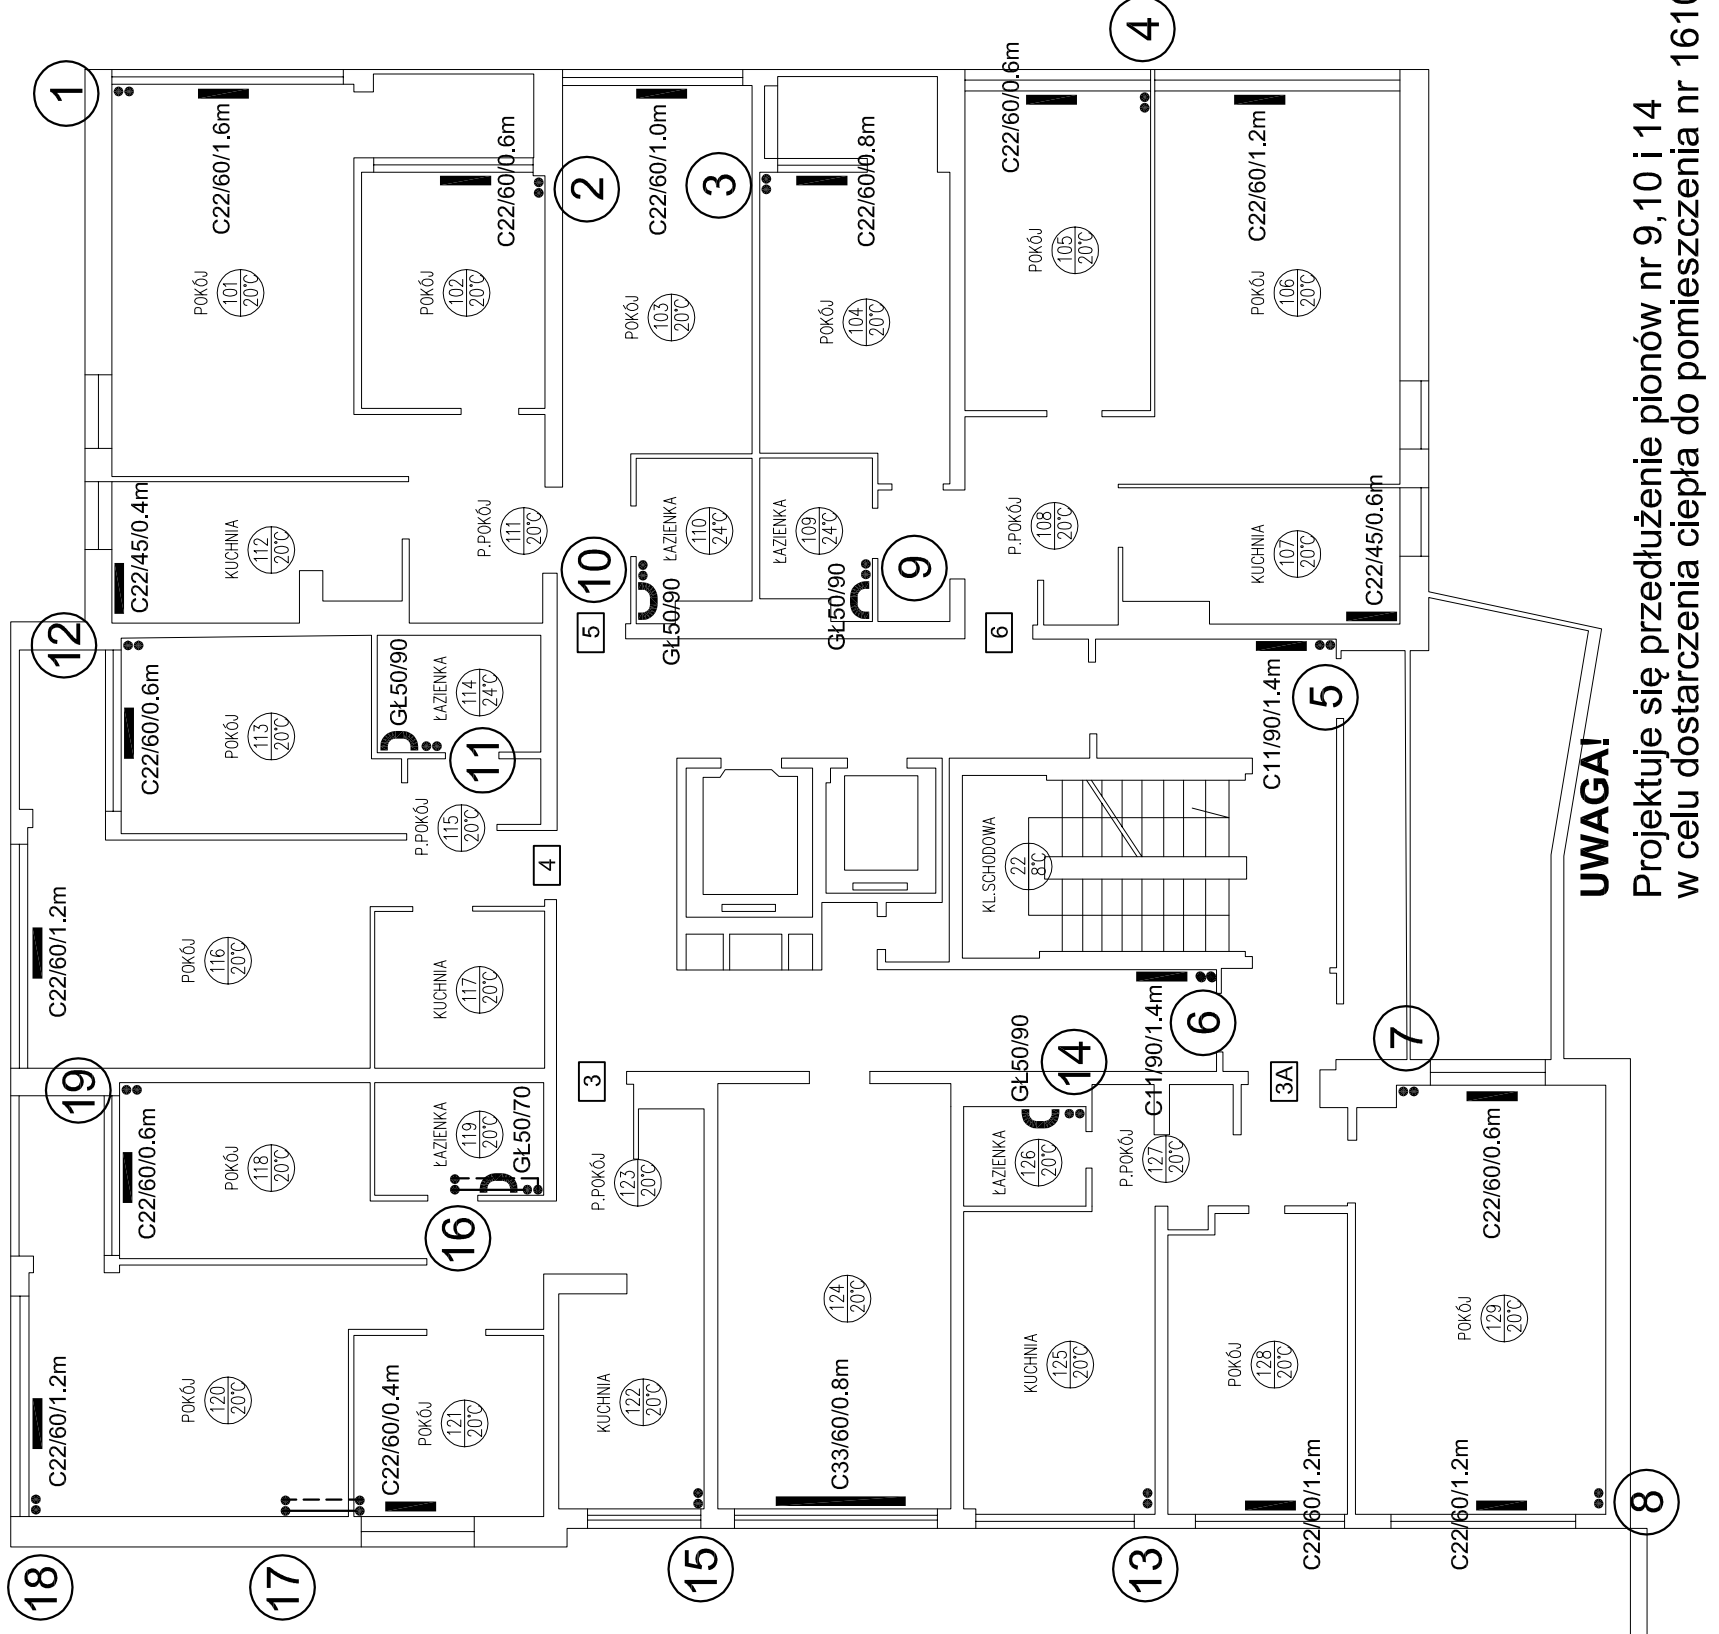 1
C22/60/1.6m
POKÓJ
101
20°C
C22/60/0.6m
POKÓJ
102
20°C
2
C22/60/1.0m
POKÓJ
103
20°C
3
C22/60/0.8m
POKÓJ
104
20°C
C22/60/0.6m
POKÓJ
105
20°C
4
C22/60/1.2m
POKÓJ
106
20°C
C22/45/0.4m
KUCHNIA
112
20°C
P.POKÓJ
111
20°C
10
ŁAZIENKA
110
24°C
GŁ50/90
ŁAZIENKA
109
24°C
GŁ50/90
9
P.POKÓJ
108
20°C
KUCHNIA
107
20°C
C22/45/0.6m
5
6
12
C22/60/0.6m
POKÓJ
113
20°C
GŁ50/90
ŁAZIENKA
114
24°C
11
P.POKÓJ
115
20°C
4
C11/90/1.4m
5
KL.SCHODOWA
22
8°C
C22/60/1.2m
POKÓJ
116
20°C
KUCHNIA
117
20°C
19
3
GŁ50/90
14
C11/90/1.4m
6
3A
7
C22/60/0.6m
POKÓJ
118
20°C
ŁAZIENKA
119
20°C
GŁ50/70
16
P.POKÓJ
123
20°C
ŁAZIENKA
126
20°C
P.POKÓJ
127
20°C
C22/60/0.6m
C22/60/1.2m
POKÓJ
120
20°C
C22/60/0.4m
POKÓJ
121
20°C
KUCHNIA
122
20°C
124
20°C
C33/60/0.8m
KUCHNIA
125
20°C
POKÓJ
128
20°C
C22/60/1.2m
POKÓJ
129
20°C
C22/60/1.2m
18
17
15
13
8
UWAGA!
Projektuje się przedłużenie pionów nr 9,10 i 14
w celu dostarczenia ciepła do pomieszczenia nr